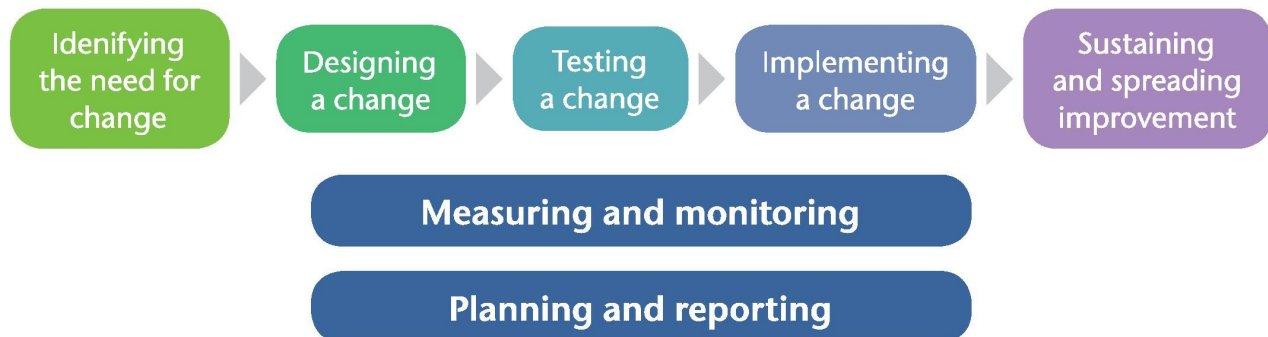 Idenifying
the need for
change
Designing
a change
Testing
a change
Implementing
a change
Sustaining
and spreading
improvement
Measuring and monitoring
Planning and reporting